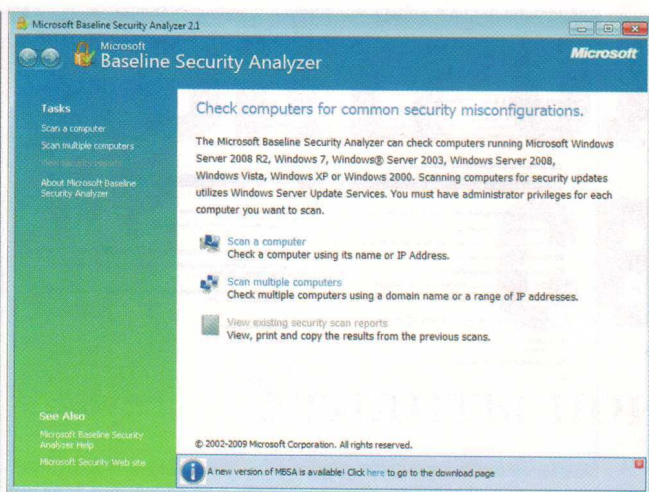 Microsoft Baseline Security Analyzer 2.1
Microsoft
Baseline Security Analyzer
Microsoft
Tasks
Scan a computer
Scan multiple computers
View security reports
About Microsoft Baseline
Security Analyzer
See Also
Microsoft Baseline Security
Analyzer Help
Microsoft Security Web site
Check computers for common security misconfigurations.
The Microsoft Baseline Security Analyzer can check computers running Microsoft Windows
Server 2008 R2, Windows 7, Windows® Server 2003, Windows Server 2008,
Windows Vista, Windows XP or Windows 2000. Scanning computers for security updates
utilizes Windows Server Update Services. You must have administrator privileges for each
computer you want to scan.
Scan a computer
Check a computer using its name or IP Address.
Scan multiple computers
Check multiple computers using a domain name or a range of IP addresses.
View existing security scan reports
View, print and copy the results from the previous scans.
© 2002-2009 Microsoft Corporation. All rights reserved.
A new version of MBSA is available! Click here to go to the download page